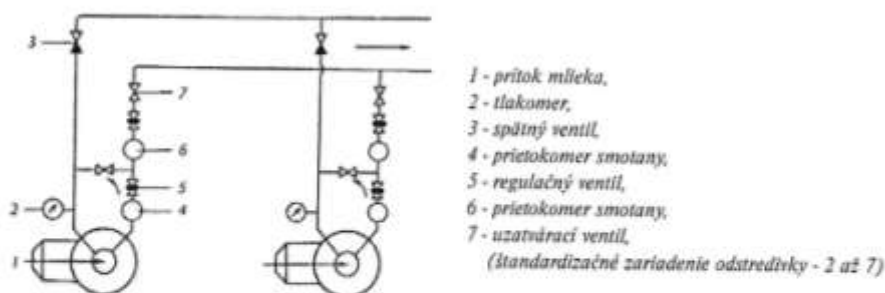 3
7
6
5
2
4
1
1 - prítok mlieka,
2 - tlakomer,
3 - spätný ventil,
4 - prietokomer smotany,
5 - regulačný ventil,
6 - prietokomer smotany,
7 - uzatvárací ventil,
(štandardizačné zariadenie odstredivky - 2 až 7)